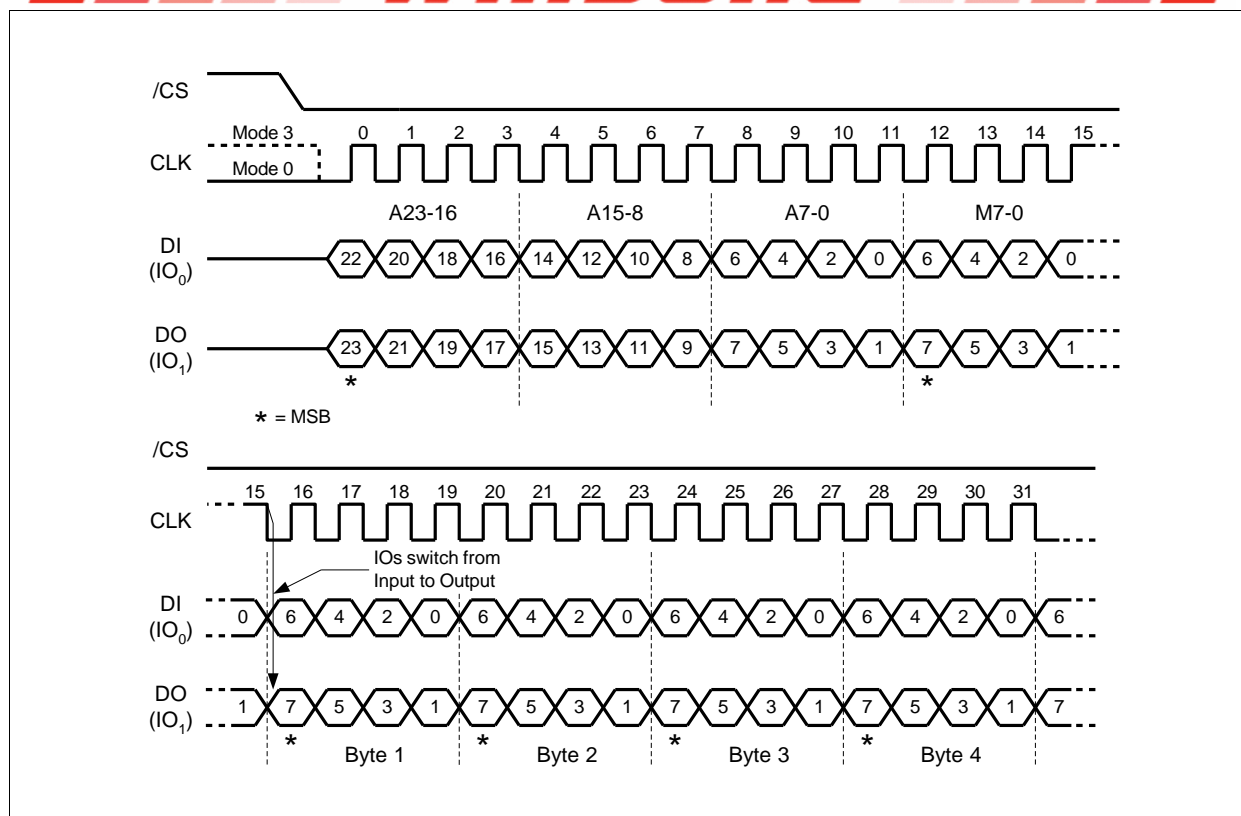 /CS
Mode 3 0 1 2 3 4 5 6 7 8 9 10 11 12 13 14 15
CLK
Mode 0
A23-16 A15-8 A7-0 M7-0
DI
(IO0) 22 20 18 16 14 12 10 8 6 4 2 0 6 4 2 0
DO
(IO1) 23 21 19 17 15 13 11 9 7 5 3 1 7 5 3 1
* *
* = MSB
/CS
15 16 17 18 19 20 21 22 23 24 25 26 27 28 29 30 31
CLK
IOs switch from
Input to Output
DI
(IO0) 0 6 4 2 0 6 4 2 0 6 4 2 0 6 4 2 0 6
DO
(IO1) 1 7 5 3 1 7 5 3 1 7 5 3 1 7 5 3 1 7
* * * *
Byte 1 Byte 2 Byte 3 Byte 4